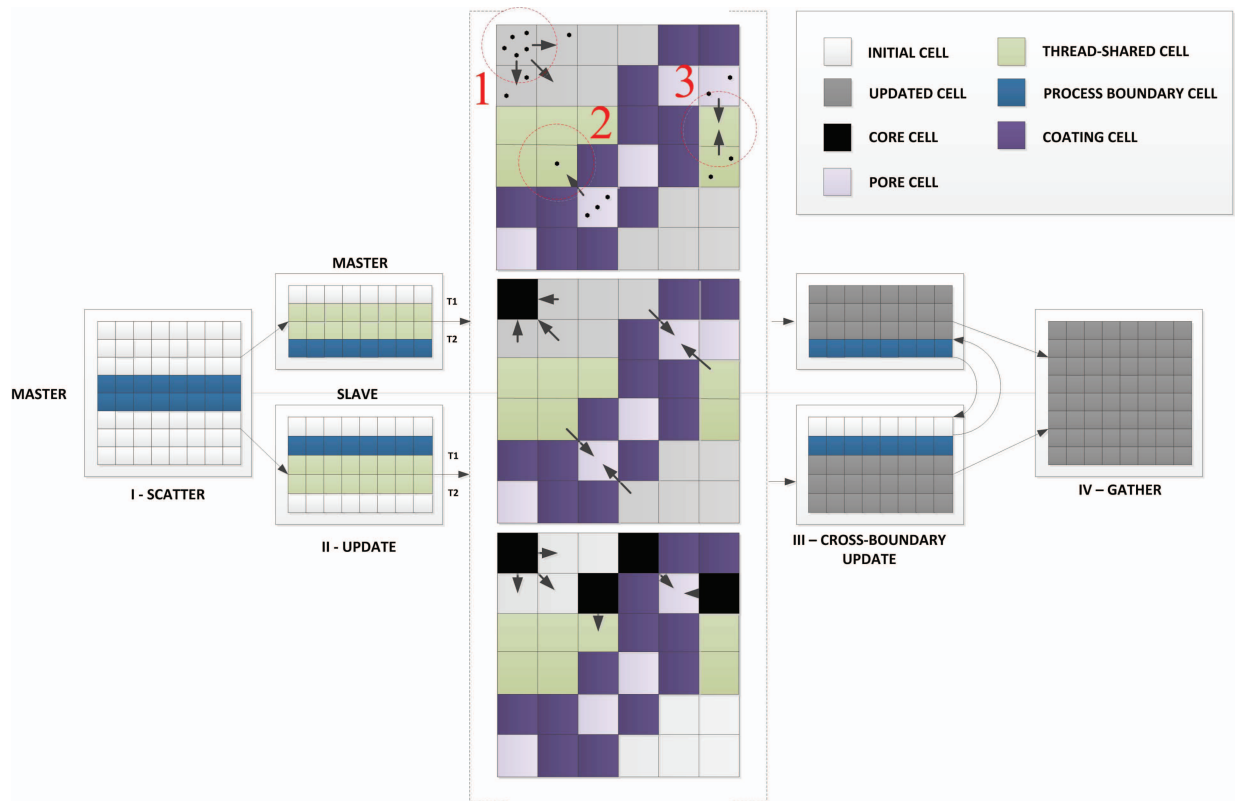 1
2
3
INITIAL CELL
THREAD-SHARED CELL
UPDATED CELL
PROCESS BOUNDARY CELL
CORE CELL
COATING CELL
PORE CELL
MASTER
T1
T2
MASTER
SLAVE
T1
T2
I - SCATTER
II - UPDATE
III – CROSS-BOUNDARY
UPDATE
IV – GATHER